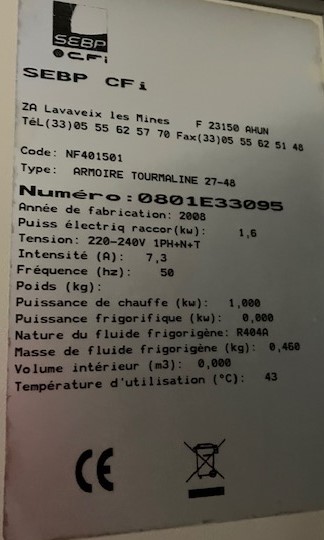 SEBP
CFi
SEBP CFi
ZA Lavaveix les Mines F 23150 AHUN
TéL(33)05 55 62 57 70 Fax(33)05 55 62 51 48
Code: NF401501
Type: ARMOIRE TOURMALINE 27-48
Numéro:0801E33095
Année de fabrication: 2008
Puiss électriq raccor(kw): 1,6
Tension: 220-240V 1PH+N+T
Intensité (A): 7,3
Fréquence (hz): 50
Poids (kg):
Puissance de chauffe (kw): 1,000
Puissance frigorifique (kw): 0,000
Nature du fluide frigorigène: R404A
Masse de fluide frigorigène (kg): 0,460
Volume intérieur (m3): 0,000
Température d'utilisation (°C): 43
CE